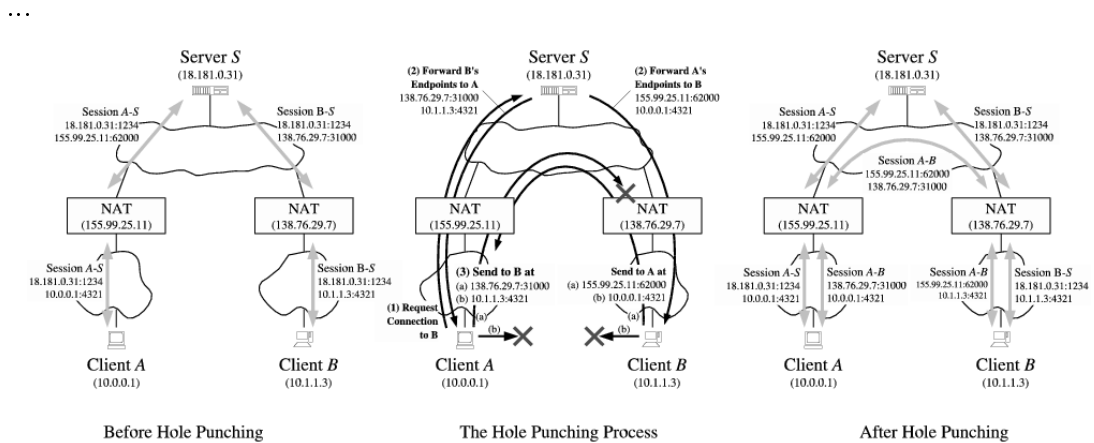 ...
Server S
(18.181.0.31)
Session A-S
18.181.0.31:1234
155.99.25.11:62000
Session B-S
18.181.0.31:1234
138.76.29.7:31000
NAT
(155.99.25.11)
NAT
(138.76.29.7)
Session A-S
18.181.0.31:1234
10.0.0.1:4321
Session B-S
18.181.0.31:1234
10.1.1.3:4321
Client A
(10.0.0.1)
Client B
(10.1.1.3)
Before Hole Punching
Server S
(18.181.0.31)
(2) Forward B's
Endpoints to A
138.76.29.7:31000
10.1.1.3:4321
(2) Forward A's
Endpoints to B
155.99.25.11:62000
10.0.0.1:4321
NAT
(155.99.25.11)
NAT
(138.76.29.7)
(3) Send to B at
(a) 138.76.29.7:31000
(b) 10.1.1.3:4321
Send to A at
(a) 155.99.25.11:62000
(b) 10.0.0.1:4321
(1) Request
Connection
to B
(a)
(b)
(a)
(b)
Client A
(10.0.0.1)
Client B
(10.1.1.3)
The Hole Punching Process
Server S
(18.181.0.31)
Session A-S
18.181.0.31:1234
155.99.25.11:62000
Session B-S
18.181.0.31:1234
138.76.29.7:31000
Session A-B
155.99.25.11:62000
138.76.29.7:31000
NAT
(155.99.25.11)
NAT
(138.76.29.7)
Session A-S
18.181.0.31:1234
10.0.0.1:4321
Session A-B
138.76.29.7:31000
10.0.0.1:4321
Session A-B
155.99.25.11:62000
10.1.1.3:4321
Session B-S
18.181.0.31:1234
10.1.1.3:4321
Client A
(10.0.0.1)
Client B
(10.1.1.3)
After Hole Punching